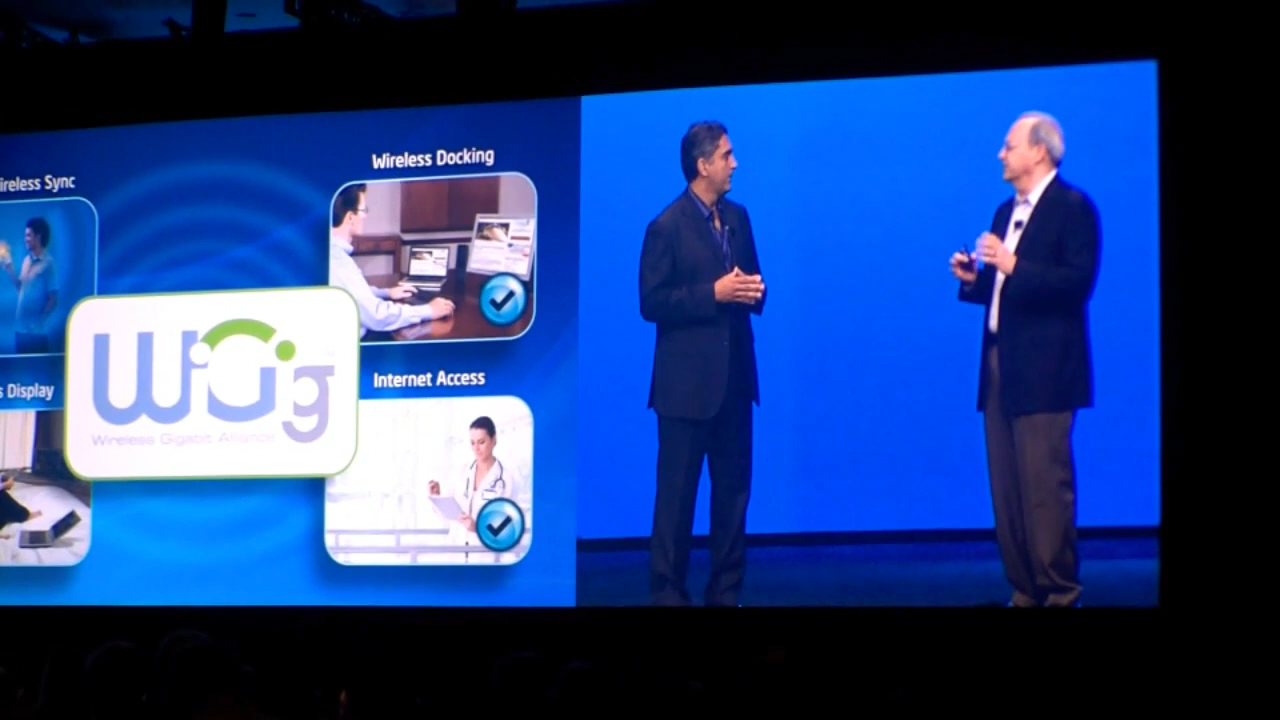 Wireless Docking
ireless Sync
WiGig
Wireless Gigabit Alliance
Internet Access
s Display